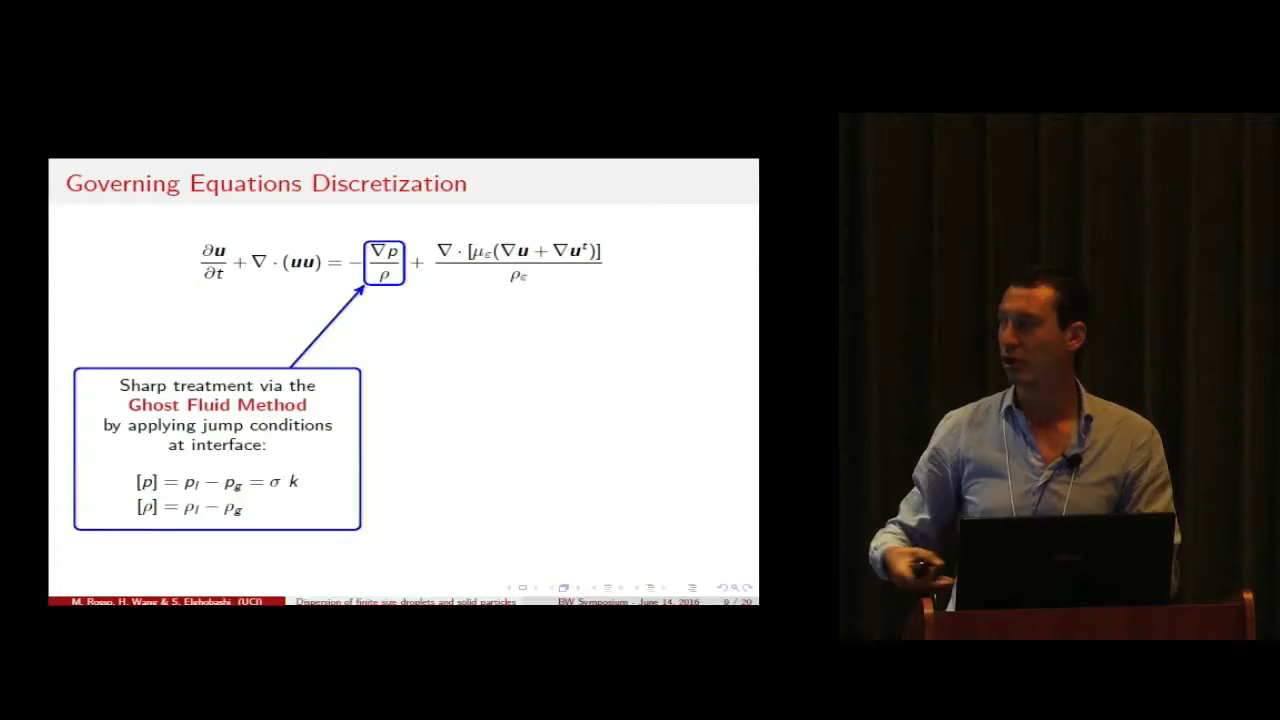 Governing Equations Discretization
∂u/∂t + ∇ · (uu) = − ∇p/ρ + ∇ · [με(∇u + ∇uᵗ)]/ρε
Sharp treatment via the
Ghost Fluid Method
by applying jump conditions
at interface:
[p] = pl − pg = σ k
[ρ] = ρl − ρg
M. Rosso, H. Wang & S. Elghobashi (UCI) Dispersion of finite size droplets and solid particles BW Symposium - June 14, 2016 9 / 20